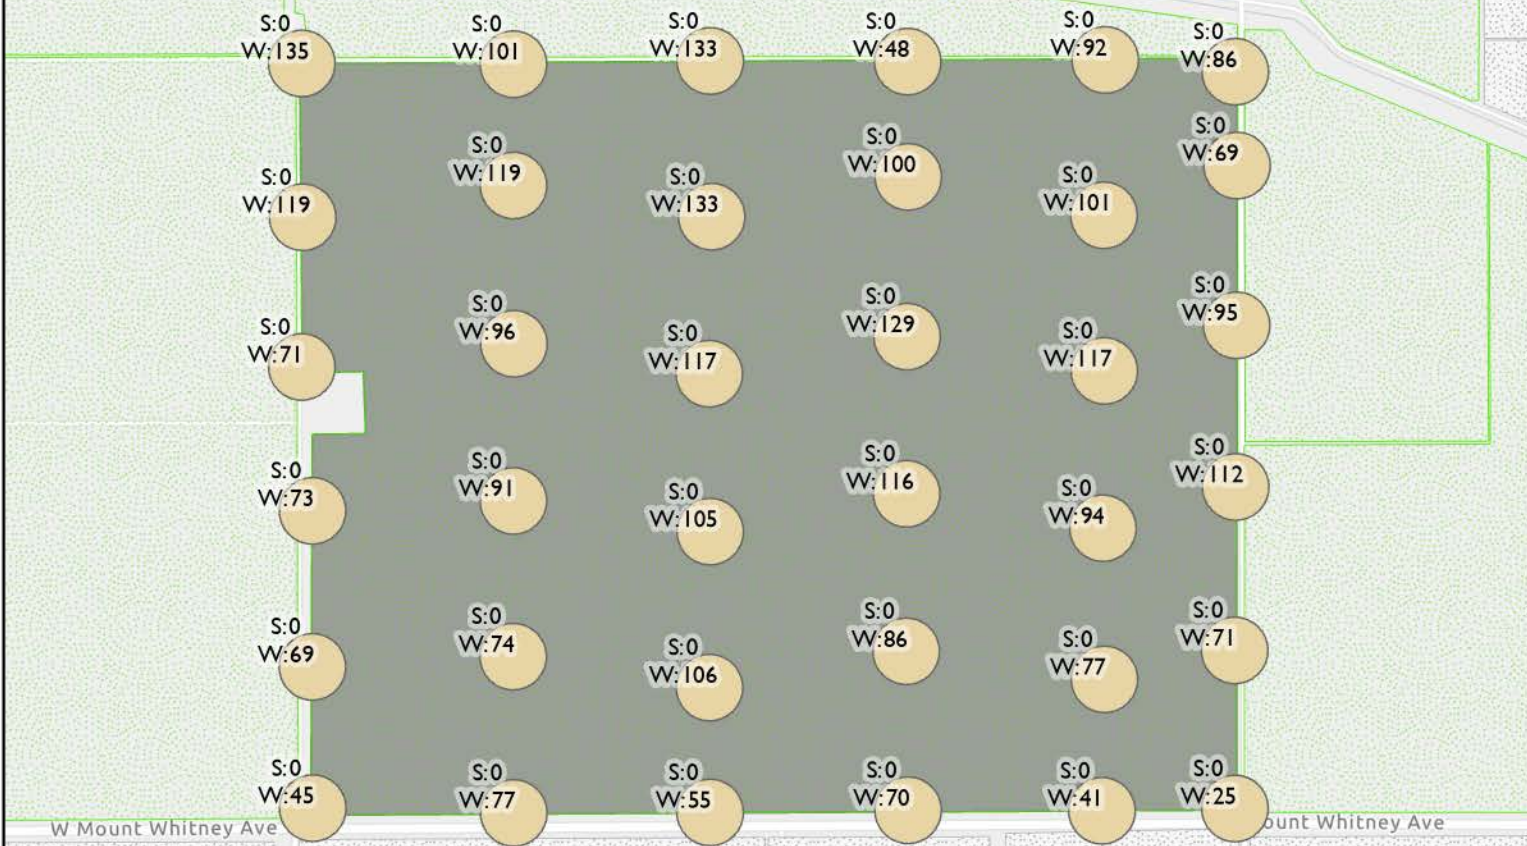 S:0
W:135
S:0
W:101
S:0
W:133
S:0
W:48
S:0
W:92
S:0
W:86
S:0
W:119
S:0
W:119
S:0
W:133
S:0
W:100
S:0
W:101
S:0
W:69
S:0
W:71
S:0
W:96
S:0
W:117
S:0
W:129
S:0
W:117
S:0
W:95
S:0
W:73
S:0
W:91
S:0
W:105
S:0
W:116
S:0
W:94
S:0
W:112
S:0
W:69
S:0
W:74
S:0
W:106
S:0
W:86
S:0
W:77
S:0
W:71
S:0
W:45
S:0
W:77
S:0
W:55
S:0
W:70
S:0
W:41
S:0
W:25
W Mount Whitney Ave
ount Whitney Ave